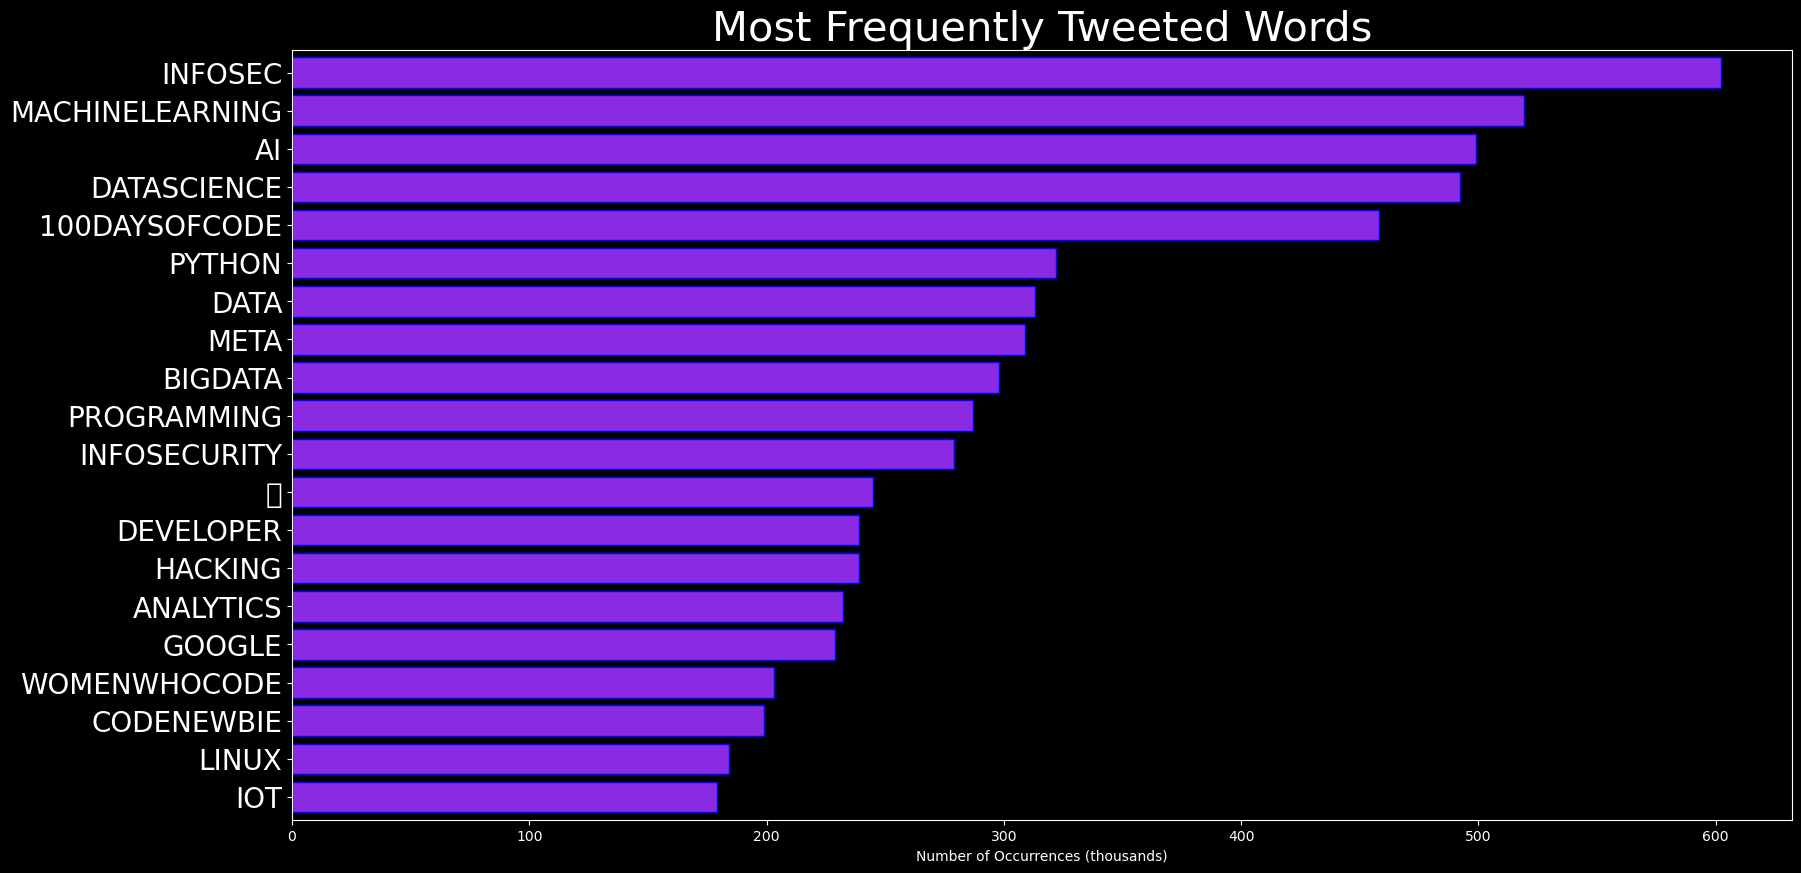 Most Frequently Tweeted Words
INFOSEC
MACHINELEARNING
AI
DATASCIENCE
100DAYSOFCODE
PYTHON
DATA
META
BIGDATA
PROGRAMMING
INFOSECURITY
DEVELOPER
HACKING
ANALYTICS
GOOGLE
WOMENWHOCODE
CODENEWBIE
LINUX
IOT
0 100 200 300 400 500 600
Number of Occurrences (thousands)